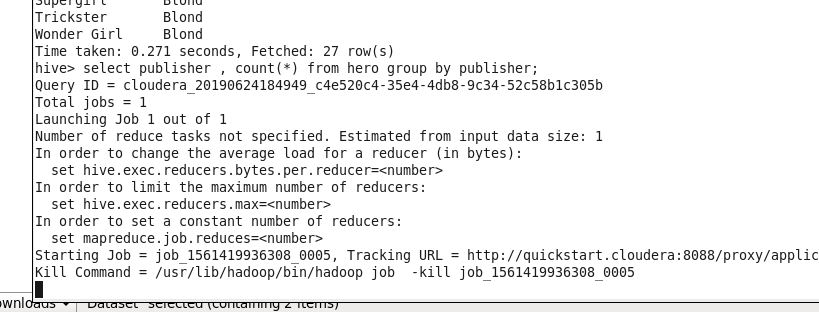 Supergirl Blond
Trickster Blond
Wonder Girl Blond
Time taken: 0.271 seconds, Fetched: 27 row(s)
hive> select publisher , count(*) from hero group by publisher;
Query ID = cloudera_20190624184949_c4e520c4-35e4-4db8-9c34-52c58b1c305b
Total jobs = 1
Launching Job 1 out of 1
Number of reduce tasks not specified. Estimated from input data size: 1
In order to change the average load for a reducer (in bytes):
set hive.exec.reducers.bytes.per.reducer=<number>
In order to limit the maximum number of reducers:
set hive.exec.reducers.max=<number>
In order to set a constant number of reducers:
set mapreduce.job.reduces=<number>
Starting Job = job_1561419936308_0005, Tracking URL = http://quickstart.cloudera:8088/proxy/applic
Kill Command = /usr/lib/hadoop/bin/hadoop job -kill job_1561419936308_0005
ownloads "Dataset" selected (containing 2 items)